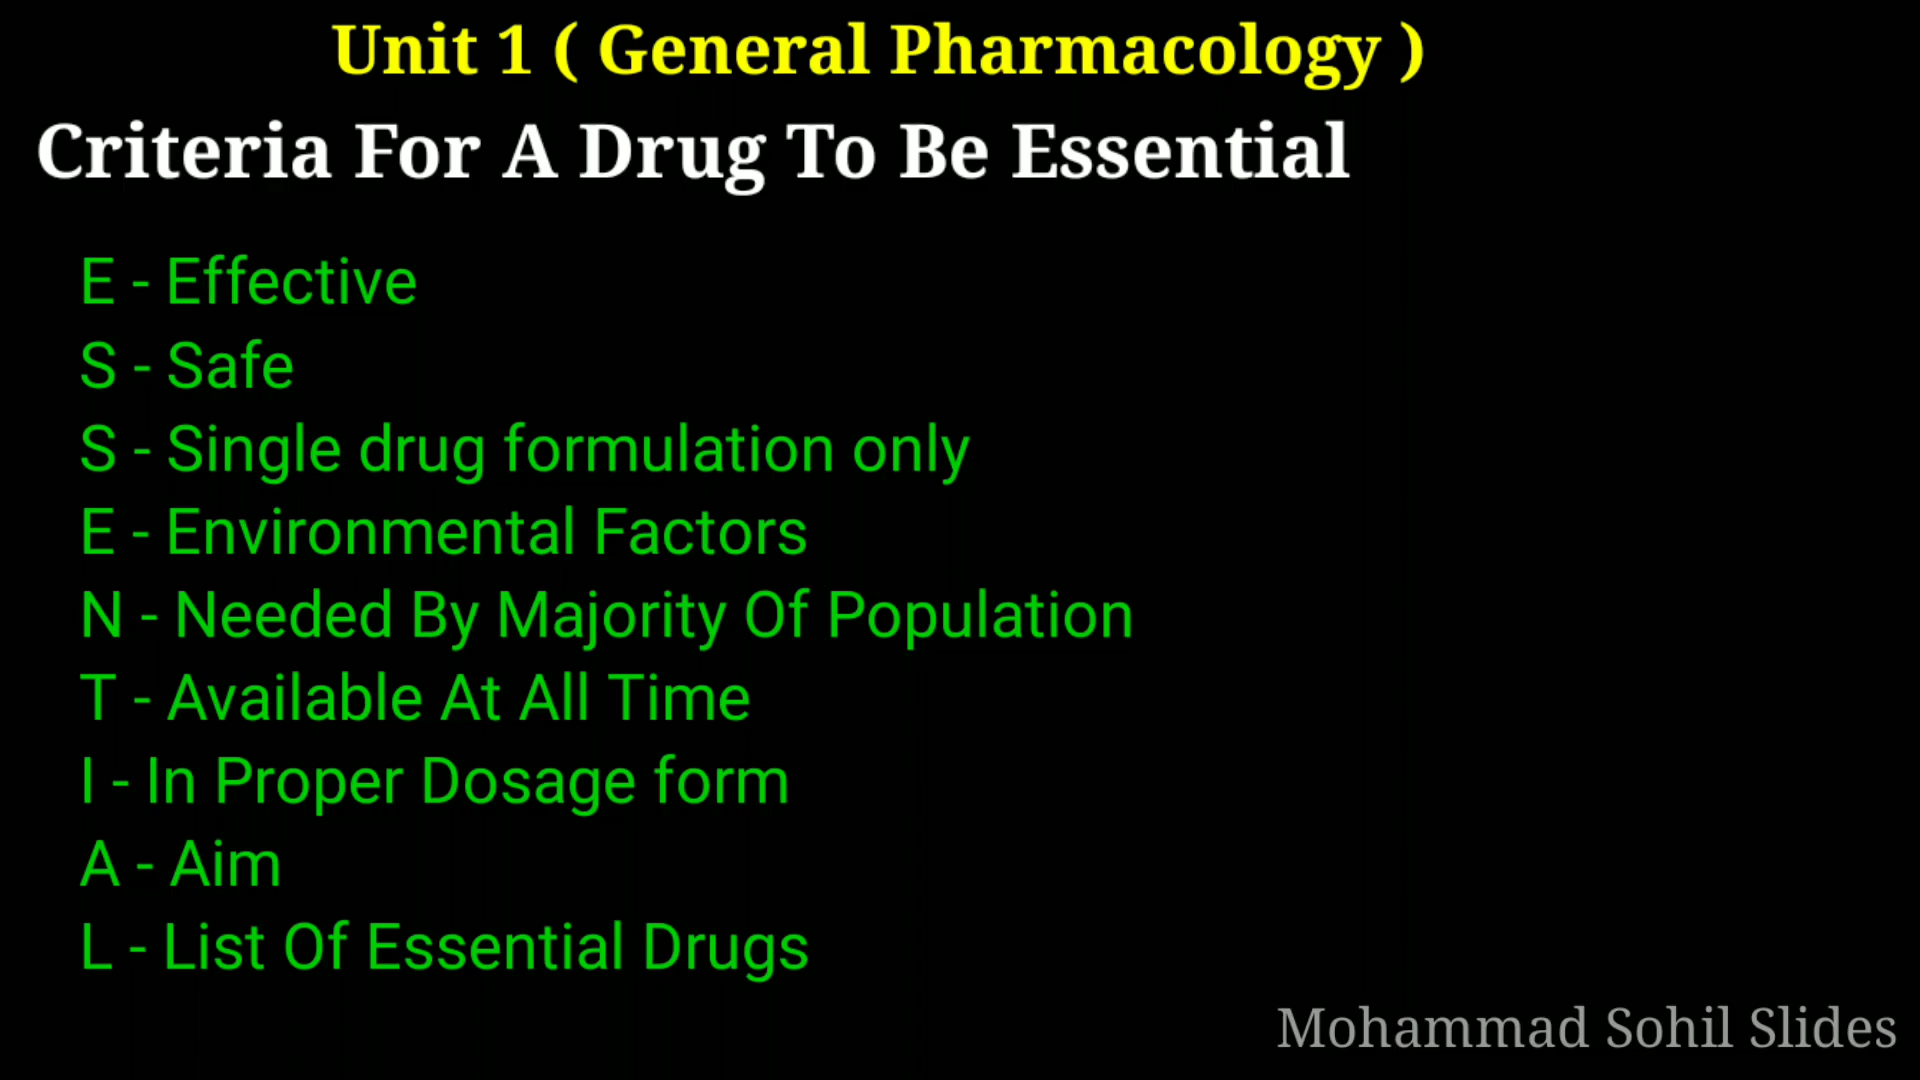 Unit 1 ( General Pharmacology )
Criteria For A Drug To Be Essential
E - Effective
S - Safe
S - Single drug formulation only
E - Environmental Factors
N - Needed By Majority Of Population
T - Available At All Time
I - In Proper Dosage form
A - Aim
L - List Of Essential Drugs
Mohammad Sohil Slides